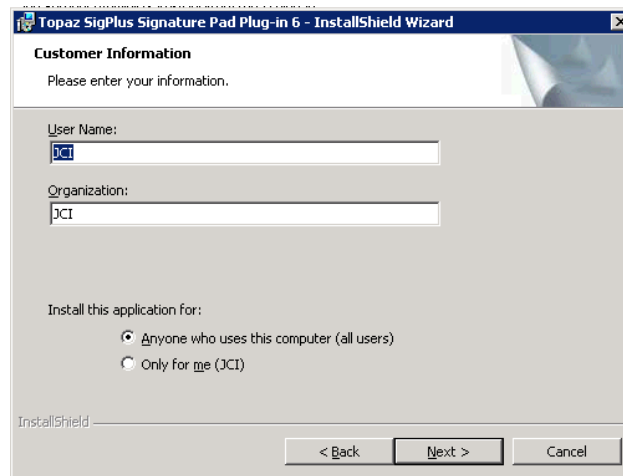 Topaz SigPlus Signature Pad Plug-in 6 - InstallShield Wizard
Customer Information
Please enter your information.
User Name:
JCI
Organization:
JCI
Install this application for:
Anyone who uses this computer (all users)
Only for me (JCI)
InstallShield
< Back Next > Cancel